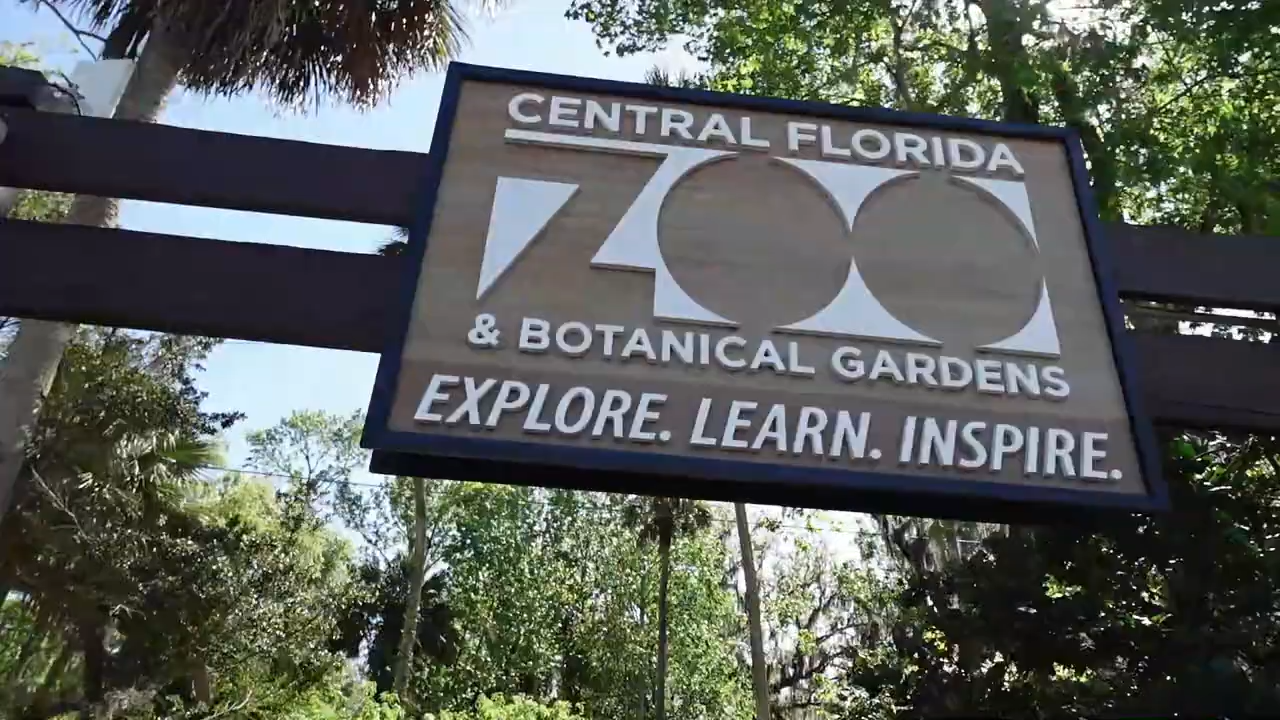 CENTRAL FLORIDA
ZOO
& BOTANICAL GARDENS
EXPLORE. LEARN. INSPIRE.